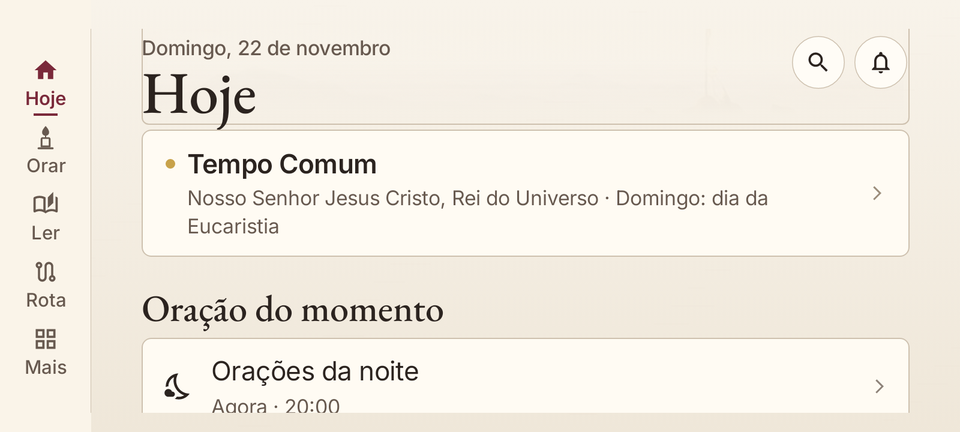 Domingo, 22 de novembro
Hoje
Hoje
Orar
Ler
Rota
Mais
Tempo Comum
Nosso Senhor Jesus Cristo, Rei do Universo · Domingo: dia da
Eucaristia
Oração do momento
Orações da noite
Agora · 20:00